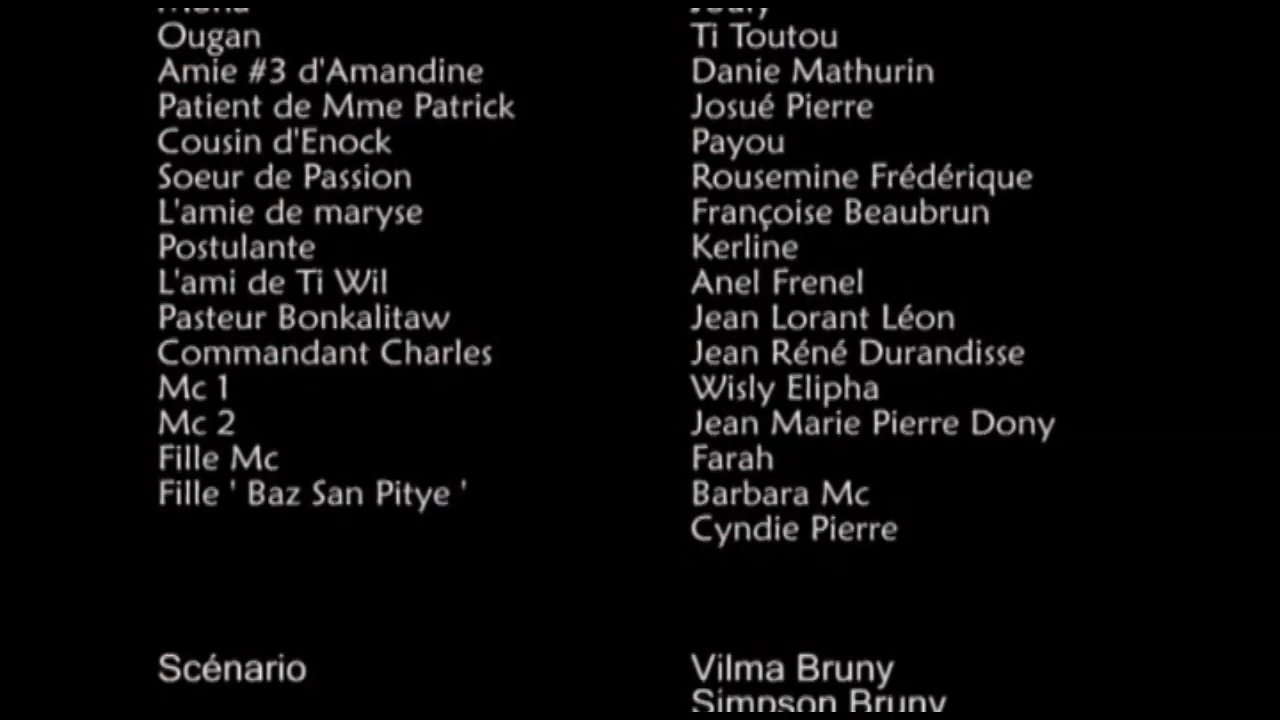 Ougan Ti Toutou
Amie #3 d'Amandine Danie Mathurin
Patient de Mme Patrick Josué Pierre
Cousin d'Enock Payou
Soeur de Passion Rousemine Frédérique
L'amie de maryse Françoise Beaubrun
Postulante Kerline
L'ami de Ti Wil Anel Frenel
Pasteur Bonkalitaw Jean Lorant Léon
Commandant Charles Jean Réné Durandisse
Mc 1 Wisly Elipha
Mc 2 Jean Marie Pierre Dony
Fille Mc Farah
Fille ' Baz San Pitye ' Barbara Mc
Cyndie Pierre
Scénario Vilma Bruny
Simpson Bruny